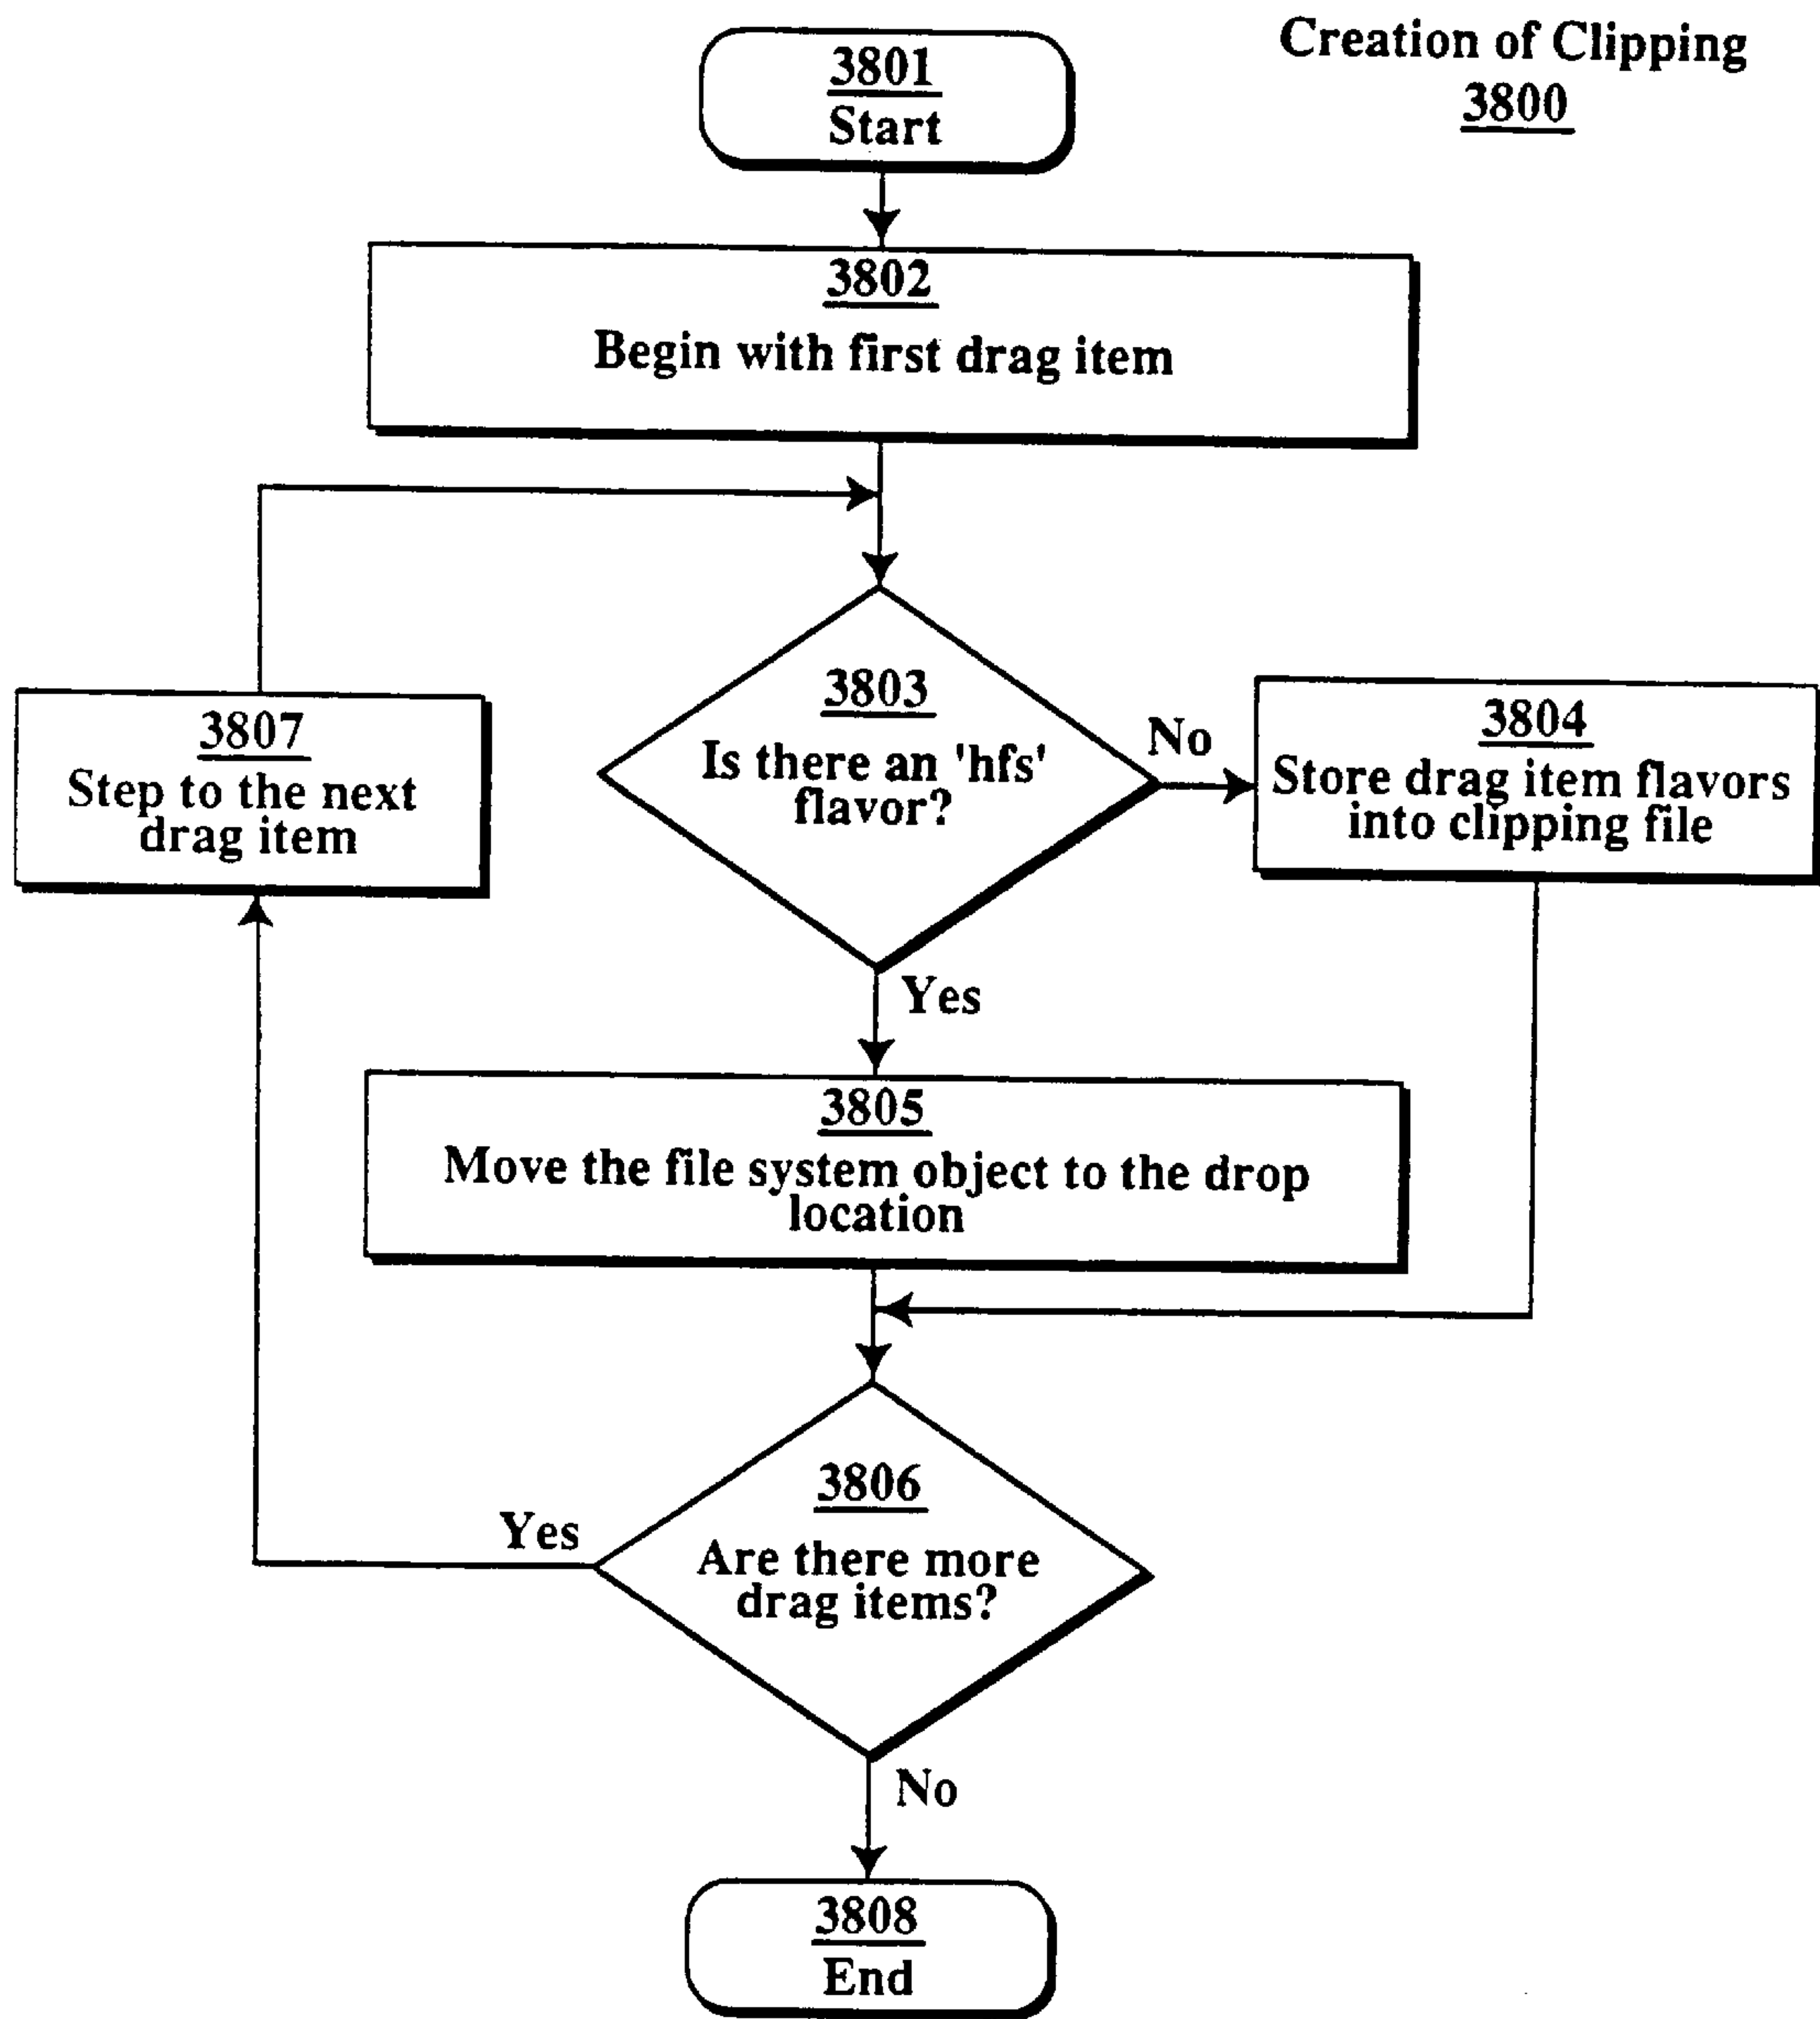 Creation of Clipping
3800
3801
Start
3802
Begin with first drag item
3803
Is there an 'hfs'
flavor?
No
3804
Store drag item flavors
into clipping file
3807
Step to the next
drag item
Yes
3805
Move the file system object to the drop
location
3806
Are there more
drag items?
Yes
No
3808
End